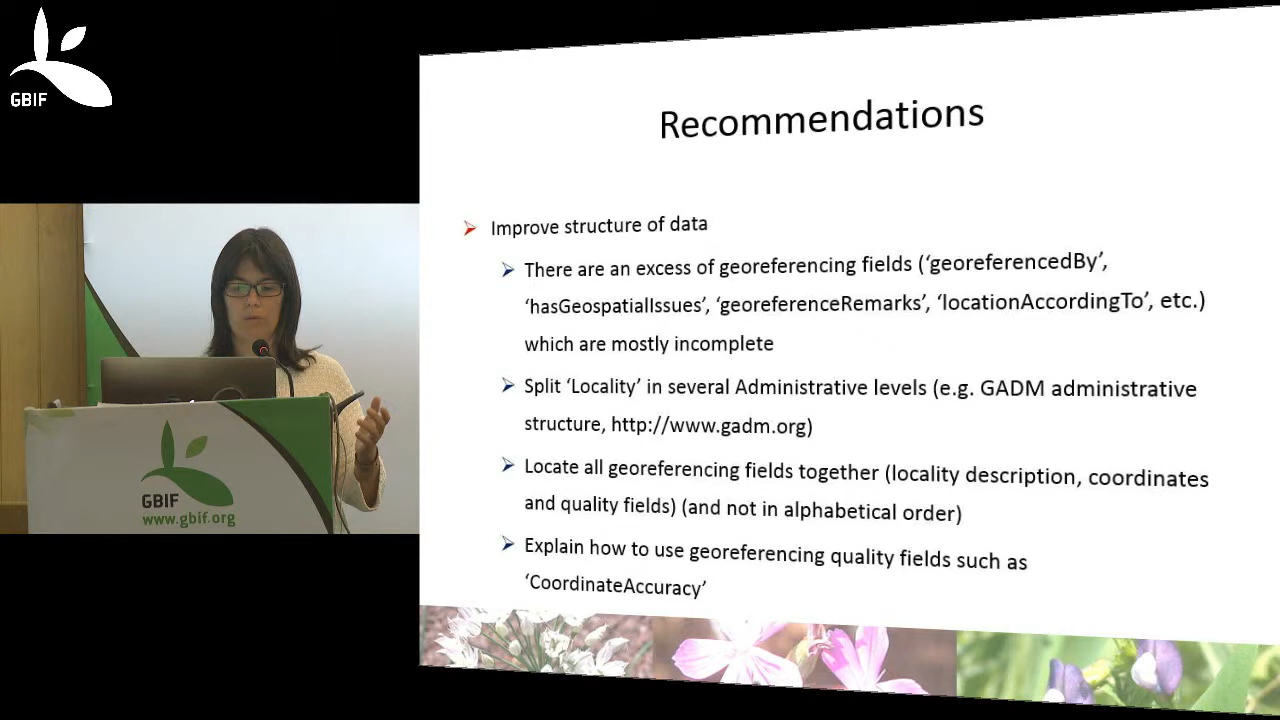 GBIF
Recommendations
Improve structure of data
There are an excess of georeferencing fields (‘georeferencedBy’,
‘hasGeospatialIssues’, ‘georeferenceRemarks’, ‘locationAccordingTo’, etc.)
which are mostly incomplete
Split ‘Locality’ in several Administrative levels (e.g. GADM administrative
structure, http://www.gadm.org)
Locate all georeferencing fields together (locality description, coordinates
and quality fields) (and not in alphabetical order)
Explain how to use georeferencing quality fields such as
‘CoordinateAccuracy’
GBIF
www.gbif.org